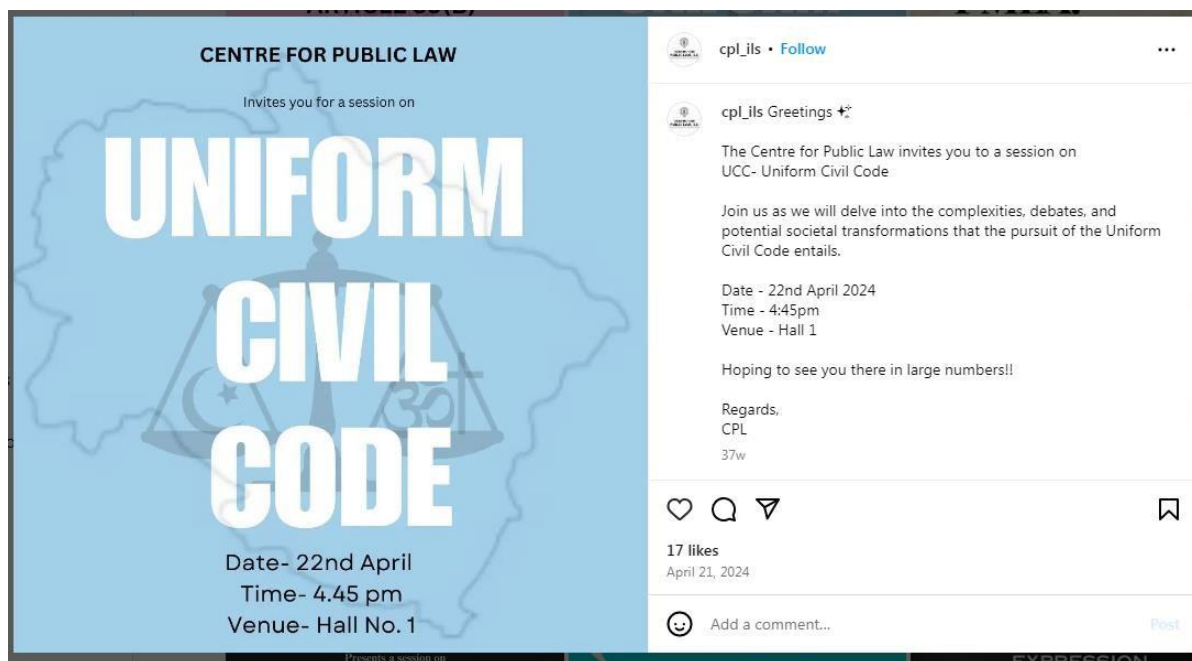 ARTICLE
CENTRE FOR PUBLIC LAW
Invites you for a session on
UNIFORM
CIVIL
CODE
ॐ
Date- 22nd April
Time- 4.45 pm
Venue- Hall No. 1
Presents a session on
cpl_ils • Follow
cpl_ils Greetings
The Centre for Public Law invites you to a session on
UCC- Uniform Civil Code
Join us as we will delve into the complexities, debates, and
potential societal transformations that the pursuit of the Uniform
Civil Code entails.
Date - 22nd April 2024
Time - 4:45pm
Venue - Hall 1
Hoping to see you there in large numbers!!
Regards,
CPL
37w
17 likes
April 21, 2024
Add a comment...
Post
EXPRESSION